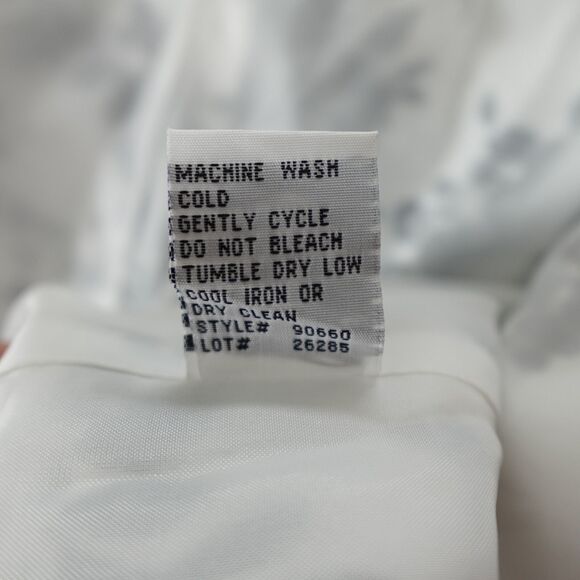 MACHINE WASH
COLD
GENTLY CYCLE
DO NOT BLEACH
TUMBLE DRY LOW
COOL IRON OR
DRY CLEAN
STYLE# 90660
LOT# 26285